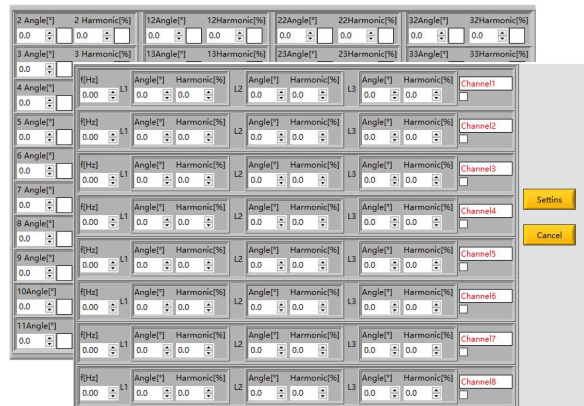 2 Angle[°] 2 Harmonic[%] 12Angle[°] 12Harmonic[%] 22Angle[°] 22Harmonic[%] 32Angle[°] 32Harmonic[%]
0.0 0.0 0.0 0.0 0.0 0.0 0.0 0.0
3 Angle[°] 3 Harmonic[%] 13Angle[°] 13Harmonic[%] 23Angle[°] 23Harmonic[%] 33Angle[°] 33Harmonic[%]
0.0
4 Angle[°]
0.0
5 Angle[°]
0.0
6 Angle[°]
0.0
7 Angle[°]
0.0
8 Angle[°]
0.0
9 Angle[°]
0.0
10Angle[°]
0.0
11Angle[°]
0.0
f[Hz] Angle[°] Harmonic[%] Angle[°] Harmonic[%] Angle[°] Harmonic[%] Channel1
0.00 L1 0.0 0.0 L2 0.0 0.0 L3 0.0 0.0
f[Hz] Angle[°] Harmonic[%] Angle[°] Harmonic[%] Angle[°] Harmonic[%] Channel2
0.00 L1 0.0 0.0 L2 0.0 0.0 L3 0.0 0.0
f[Hz] Angle[°] Harmonic[%] Angle[°] Harmonic[%] Angle[°] Harmonic[%] Channel3
0.00 L1 0.0 0.0 L2 0.0 0.0 L3 0.0 0.0
f[Hz] Angle[°] Harmonic[%] Angle[°] Harmonic[%] Angle[°] Harmonic[%] Channel4
0.00 L1 0.0 0.0 L2 0.0 0.0 L3 0.0 0.0
f[Hz] Angle[°] Harmonic[%] Angle[°] Harmonic[%] Angle[°] Harmonic[%] Channel5
0.00 L1 0.0 0.0 L2 0.0 0.0 L3 0.0 0.0
f[Hz] Angle[°] Harmonic[%] Angle[°] Harmonic[%] Angle[°] Harmonic[%] Channel6
0.00 L1 0.0 0.0 L2 0.0 0.0 L3 0.0 0.0
f[Hz] Angle[°] Harmonic[%] Angle[°] Harmonic[%] Angle[°] Harmonic[%] Channel7
0.00 L1 0.0 0.0 L2 0.0 0.0 L3 0.0 0.0
f[Hz] Angle[°] Harmonic[%] Angle[°] Harmonic[%] Angle[°] Harmonic[%] Channel8
0.00 L1 0.0 0.0 L2 0.0 0.0 L3 0.0 0.0
Settins
Cancel